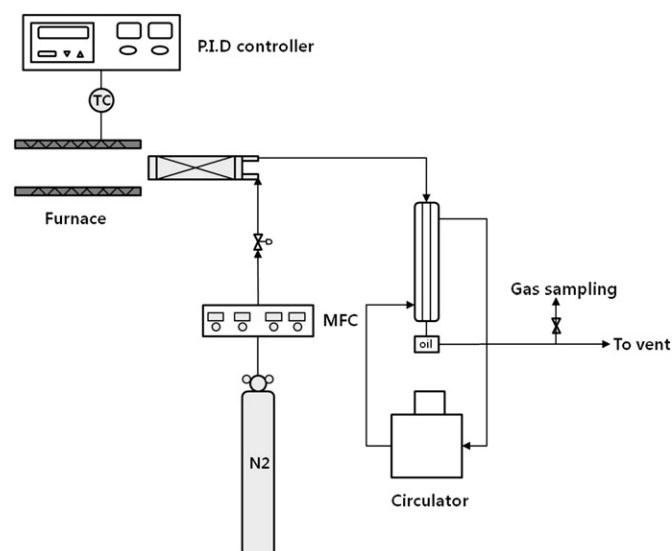 P.I.D controller
TC
Furnace
Gas sampling
MFC
oil
To vent
N2
Circulator